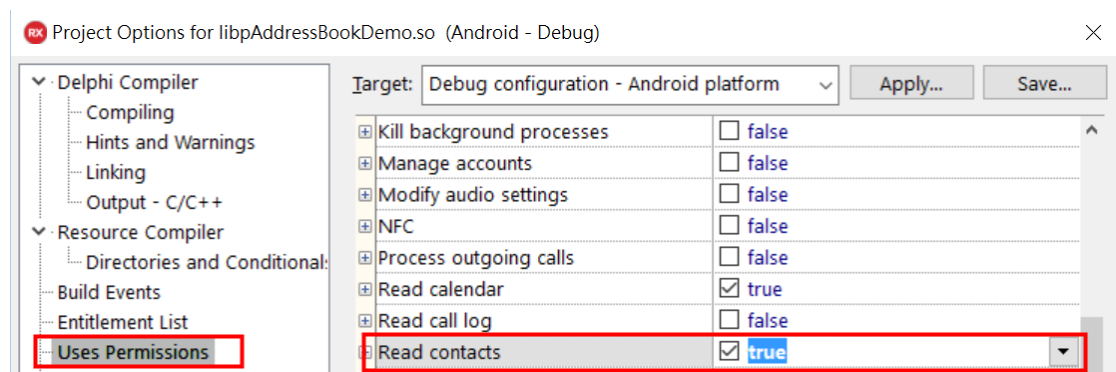 RX Project Options for libpAddressBookDemo.so (Android - Debug)
Delphi Compiler
Compiling
Hints and Warnings
Linking
Output - C/C++
Resource Compiler
Directories and Conditionals
Build Events
Entitlement List
Uses Permissions
Target: Debug configuration - Android platform Apply... Save...
Kill background processes false
Manage accounts false
Modify audio settings false
NFC false
Process outgoing calls false
Read calendar true
Read call log false
Read contacts true